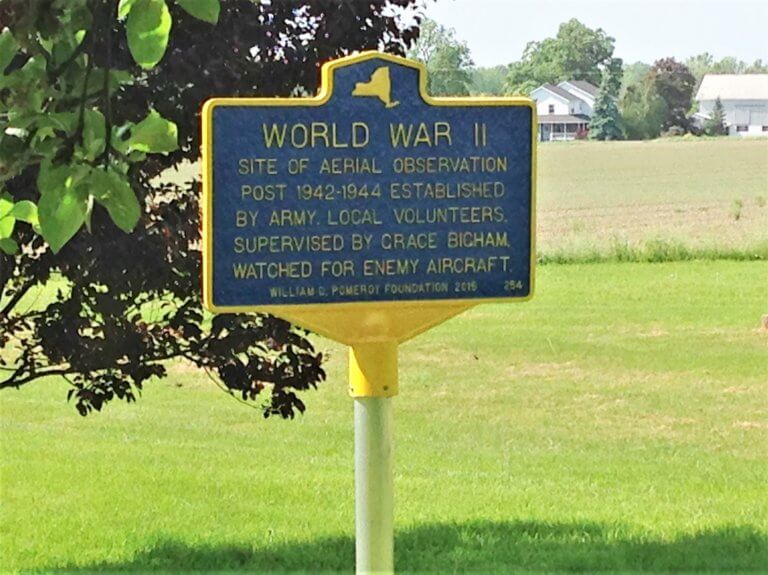 WORLD WAR II
SITE OF AERIAL OBSERVATION
POST 1942-1944 ESTABLISHED
BY ARMY. LOCAL VOLUNTEERS,
SUPERVISED BY GRACE BIGHAM,
WATCHED FOR ENEMY AIRCRAFT.
WILLIAM G. POMEROY FOUNDATION 2015 254